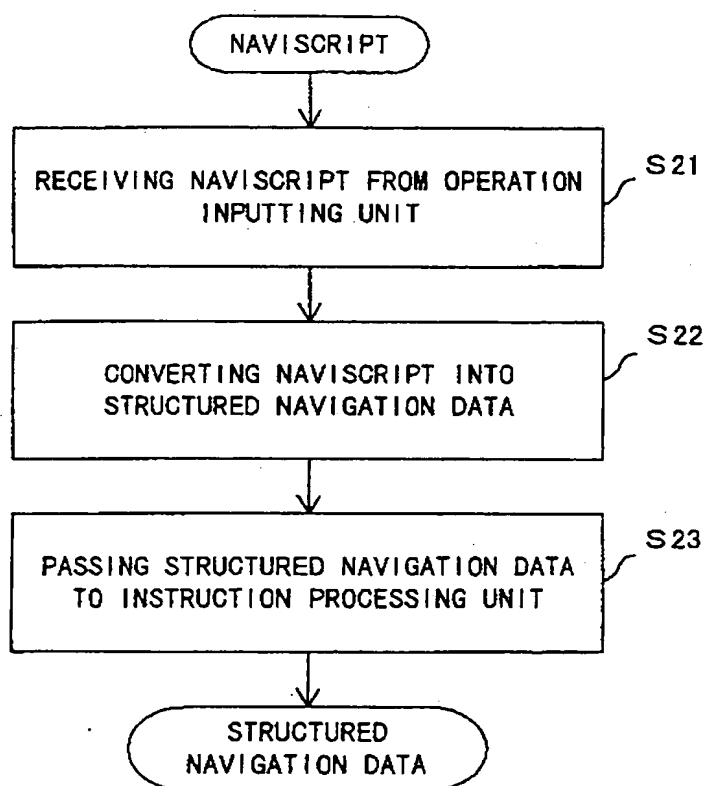 NAVISCRIPT
RECEIVING NAVISCRIPT FROM OPERATION
INPUTTING UNIT
S21
CONVERTING NAVISCRIPT INTO
STRUCTURED NAVIGATION DATA
S22
PASSING STRUCTURED NAVIGATION DATA
TO INSTRUCTION PROCESSING UNIT
S23
STRUCTURED
NAVIGATION DATA